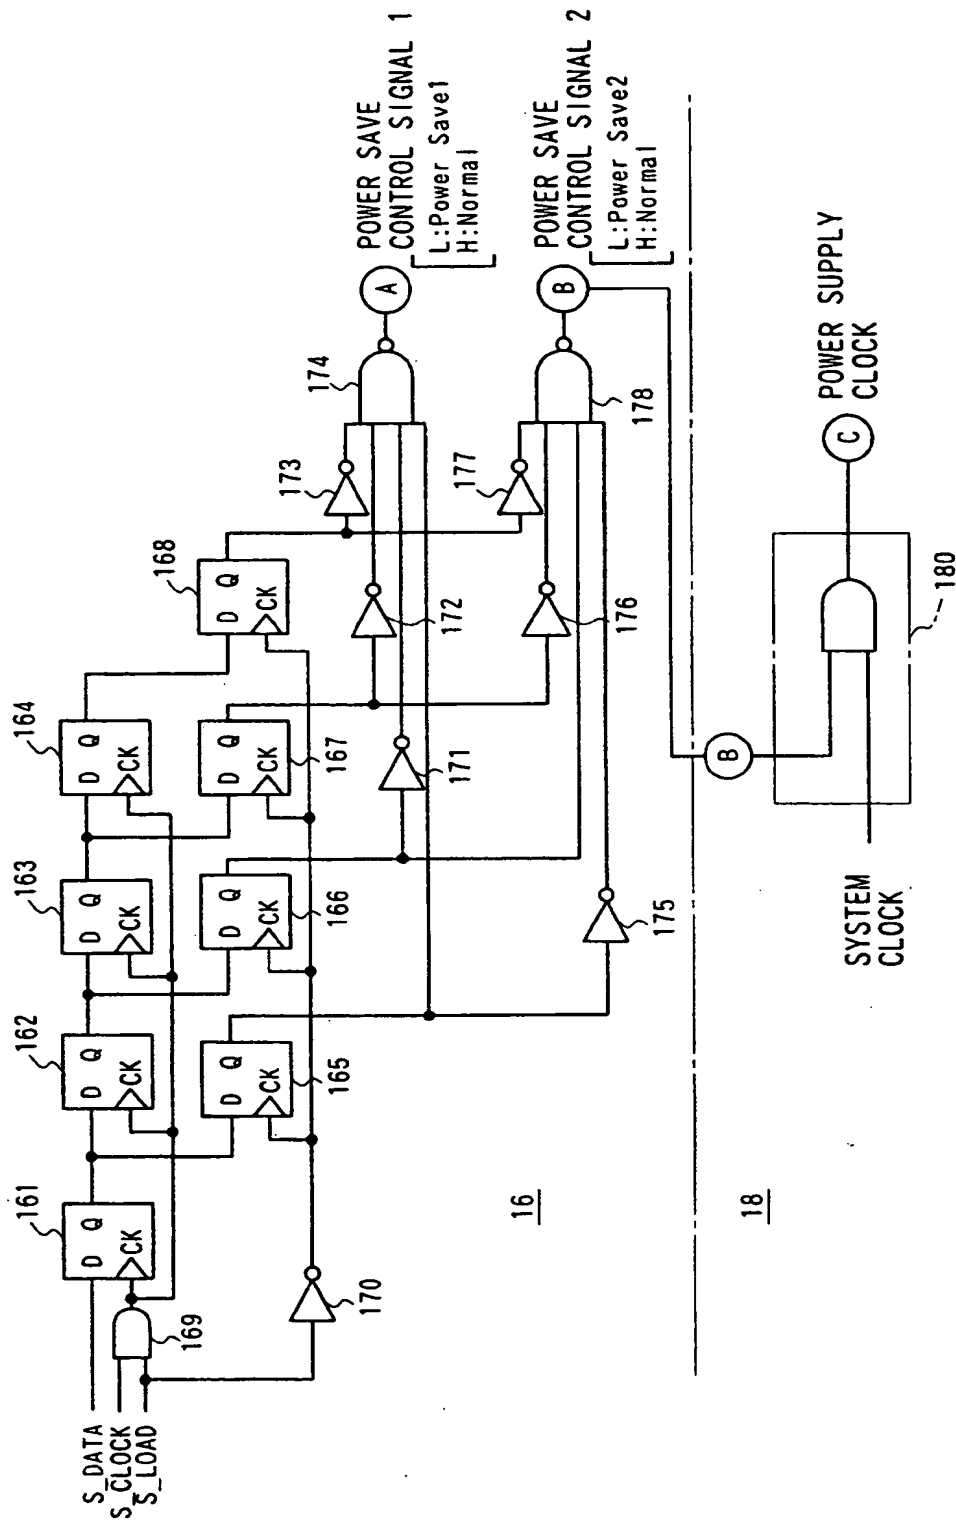 S_DATA
S_CLOCK
S_LOAD
169
161
D Q
CK
162
D Q
CK
163
D Q
CK
164
D Q
CK
165
D Q
CK
166
D Q
CK
167
D Q
CK
168
D Q
CK
170
171
172
173
174
175
176
177
178
A
POWER SAVE
CONTROL SIGNAL 1
L:Power Save1
H:Normal
B
POWER SAVE
CONTROL SIGNAL 2
L:Power Save2
H:Normal
16
18
B
SYSTEM
CLOCK
180
C
POWER SUPPLY
CLOCK